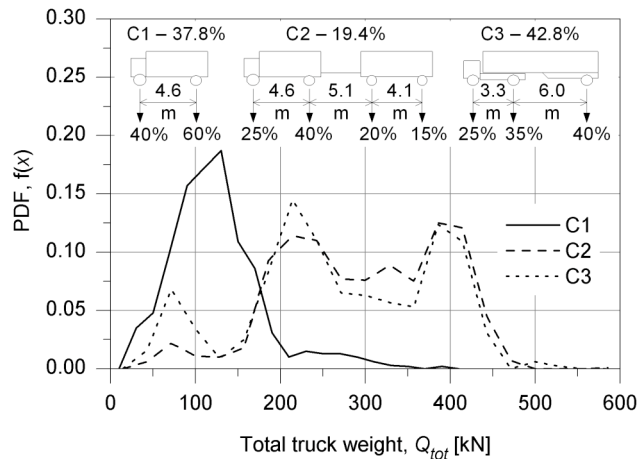 C1 – 37.8% C2 – 19.4% C3 – 42.8%
4.6 4.6 5.1 4.1 3.3 6.0
m m m m m m
40% 60% 25% 40% 20% 15% 25% 35% 40%
0.30
0.25
0.20
0.15
0.10
0.05
0.00
PDF, f(x)
C1
C2
C3
0 100 200 300 400 500 600
Total truck weight, Qtot [kN]